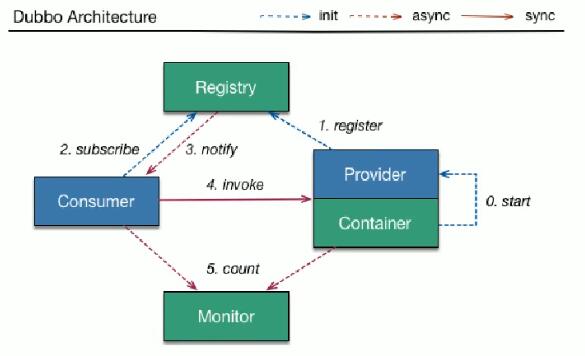 Dubbo Architecture
init
async
sync
Registry
1. register
2. subscribe
3. notify
Provider
4. invoke
Consumer
0. start
Container
5. count
Monitor